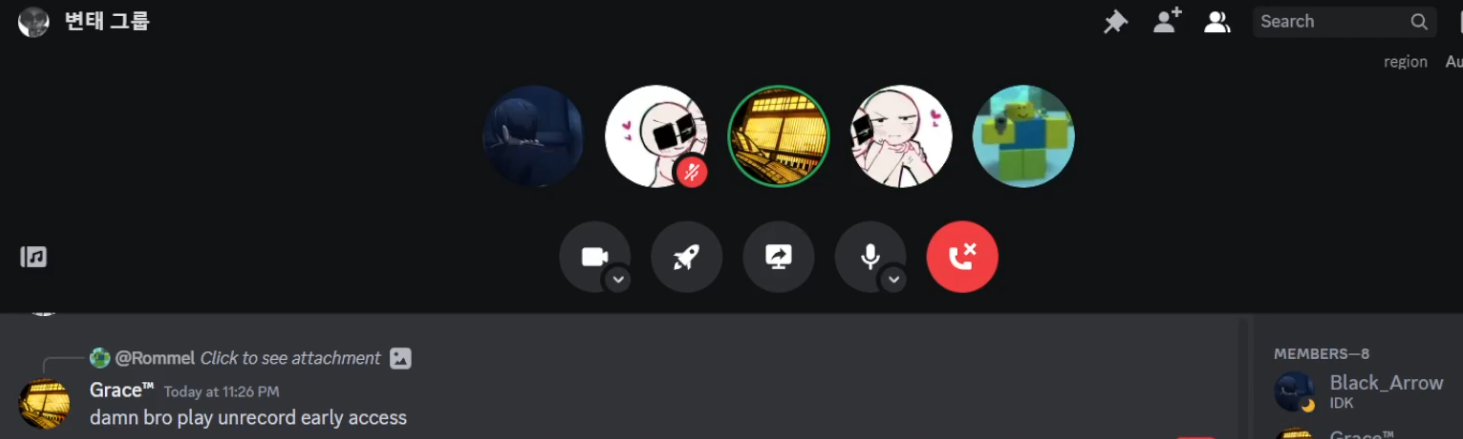 변태 그룹
Search
region Au
@Rommel Click to see attachment
Grace™ Today at 11:26 PM
damn bro play unrecord early access
MEMBERS—8
Black_Arrow
IDK
Grace™